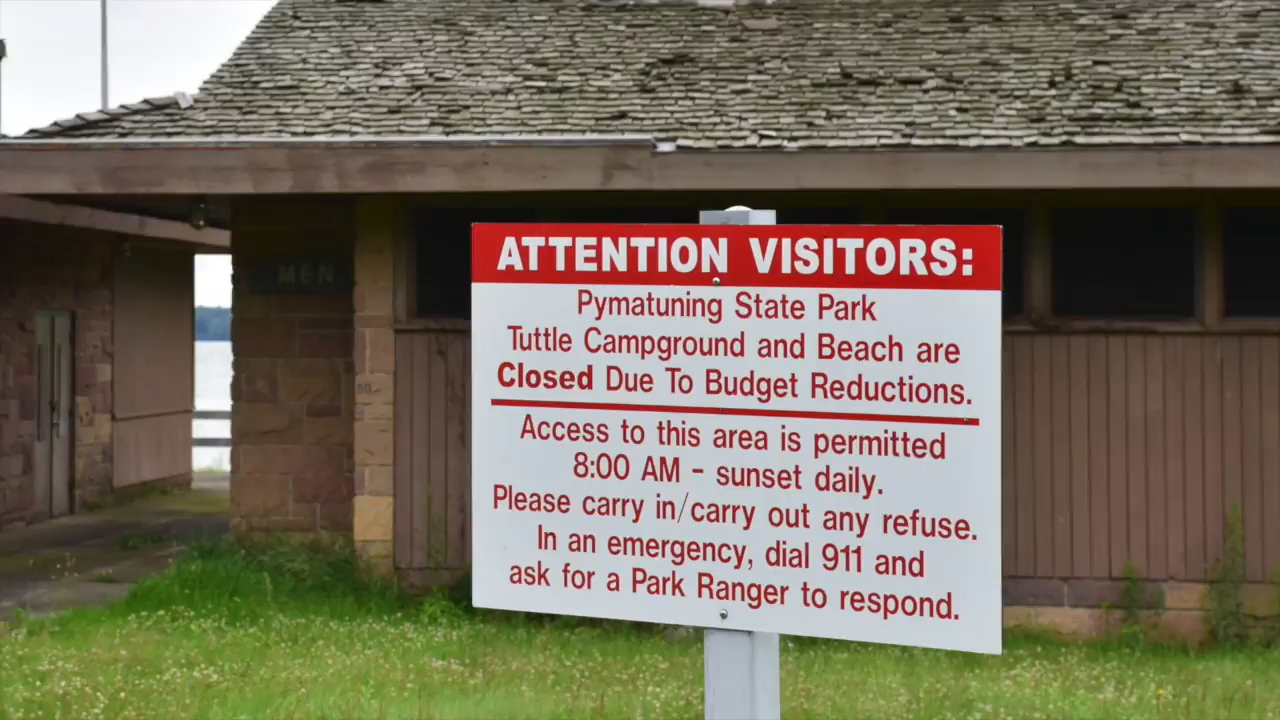 MEN
ATTENTION VISITORS:
Pymatuning State Park
Tuttle Campground and Beach are
Closed Due To Budget Reductions.
Access to this area is permitted
8:00 AM - sunset daily.
Please carry in/carry out any refuse.
In an emergency, dial 911 and
ask for a Park Ranger to respond.